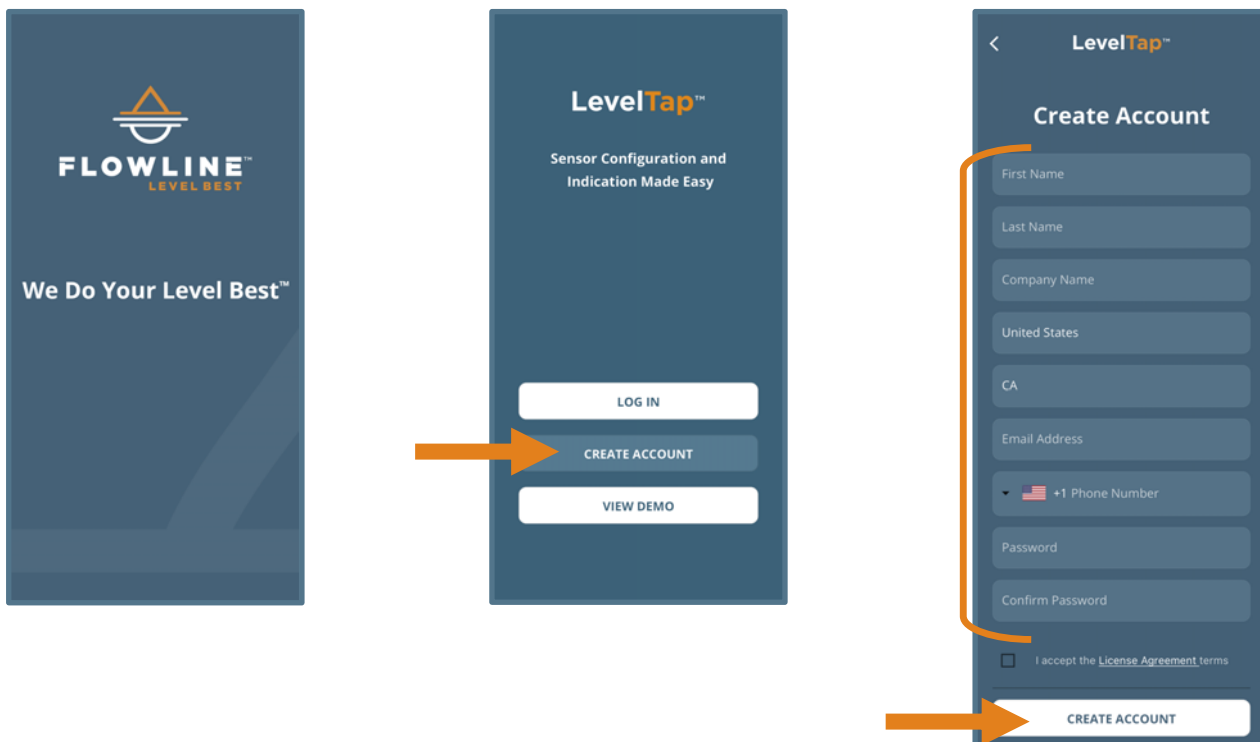 FLOWLINE™
LEVEL BEST
We Do Your Level Best™
LevelTap™
Sensor Configuration and
Indication Made Easy
LOG IN
CREATE ACCOUNT
VIEW DEMO
LevelTap™
Create Account
First Name
Last Name
Company Name
United States
CA
Email Address
+1 Phone Number
Password
Confirm Password
I accept the License Agreement terms
CREATE ACCOUNT